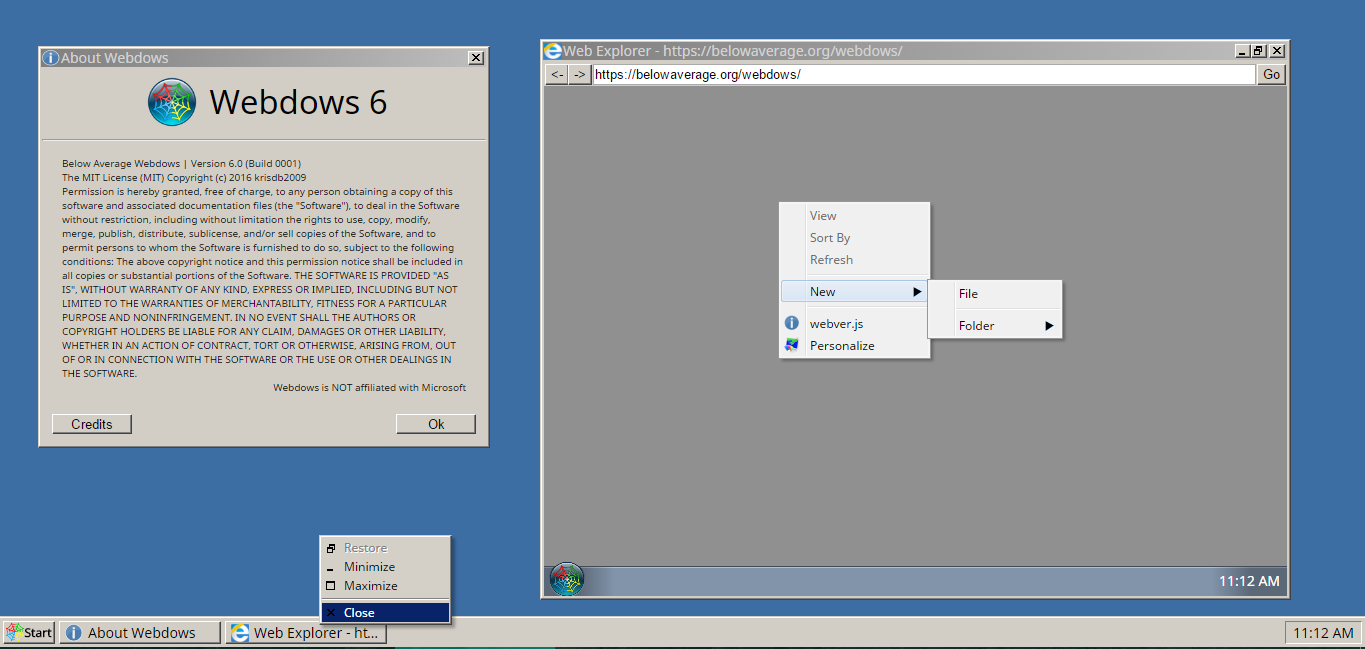 About Webdows
Webdows 6
Below Average Webdows | Version 6.0 (Build 0001)
The MIT License (MIT) Copyright (c) 2016 krisdb2009
Permission is hereby granted, free of charge, to any person obtaining a copy of this
software and associated documentation files (the "Software"), to deal in the Software
without restriction, including without limitation the rights to use, copy, modify,
merge, publish, distribute, sublicense, and/or sell copies of the Software, and to
permit persons to whom the Software is furnished to do so, subject to the following
conditions: The above copyright notice and this permission notice shall be included in
all copies or substantial portions of the Software. THE SOFTWARE IS PROVIDED "AS
IS", WITHOUT WARRANTY OF ANY KIND, EXPRESS OR IMPLIED, INCLUDING BUT NOT
LIMITED TO THE WARRANTIES OF MERCHANTABILITY, FITNESS FOR A PARTICULAR
PURPOSE AND NONINFRINGEMENT. IN NO EVENT SHALL THE AUTHORS OR
COPYRIGHT HOLDERS BE LIABLE FOR ANY CLAIM, DAMAGES OR OTHER LIABILITY,
WHETHER IN AN ACTION OF CONTRACT, TORT OR OTHERWISE, ARISING FROM, OUT
OF OR IN CONNECTION WITH THE SOFTWARE OR THE USE OR OTHER DEALINGS IN
THE SOFTWARE.
Webdows is NOT affiliated with Microsoft
Credits
Ok
Web Explorer - https://belowaverage.org/webdows/
<- -> https://belowaverage.org/webdows/ Go
View
Sort By
Refresh
New
File
Folder
webver.js
Personalize
11:12 AM
Restore
Minimize
Maximize
Close
Start
About Webdows
Web Explorer - ht...
11:12 AM